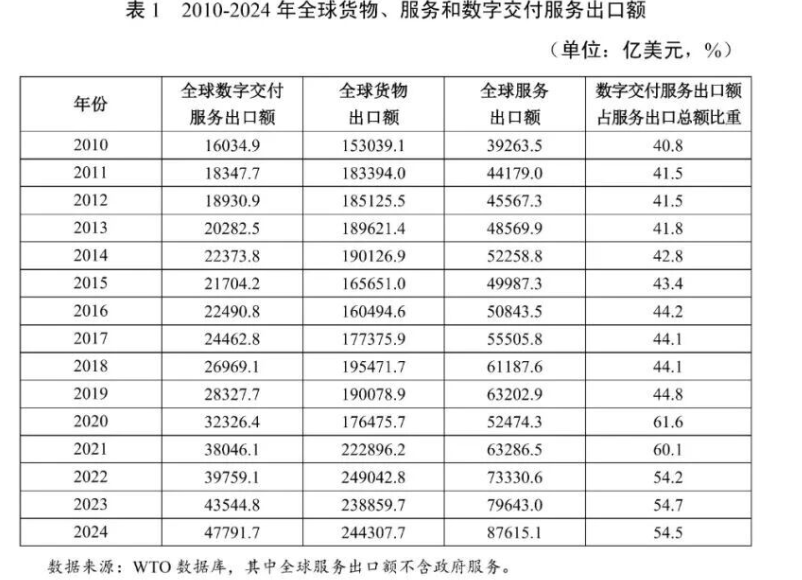 表 1 2010-2024 年全球货物、服务和数字交付服务出口额
（单位：亿美元，%）
年份 全球数字交付服务出口额 全球货物出口额 全球服务出口额 数字交付服务出口额占服务出口总额比重
2010 16034.9 153039.1 39263.5 40.8
2011 18347.7 183394.0 44179.0 41.5
2012 18930.9 185125.5 45567.3 41.5
2013 20282.5 189621.4 48569.9 41.8
2014 22373.8 190126.9 52258.8 42.8
2015 21704.2 165651.0 49987.3 43.4
2016 22490.8 160494.6 50843.5 44.2
2017 24462.8 177375.9 55505.8 44.1
2018 26969.1 195471.7 61187.6 44.1
2019 28327.7 190078.9 63202.9 44.8
2020 32326.4 176475.7 52474.3 61.6
2021 38046.1 222896.2 63286.5 60.1
2022 39759.1 249042.8 73330.6 54.2
2023 43544.8 238859.7 79643.0 54.7
2024 47791.7 244307.7 87615.1 54.5
数据来源：WTO 数据库，其中全球服务出口额不含政府服务。